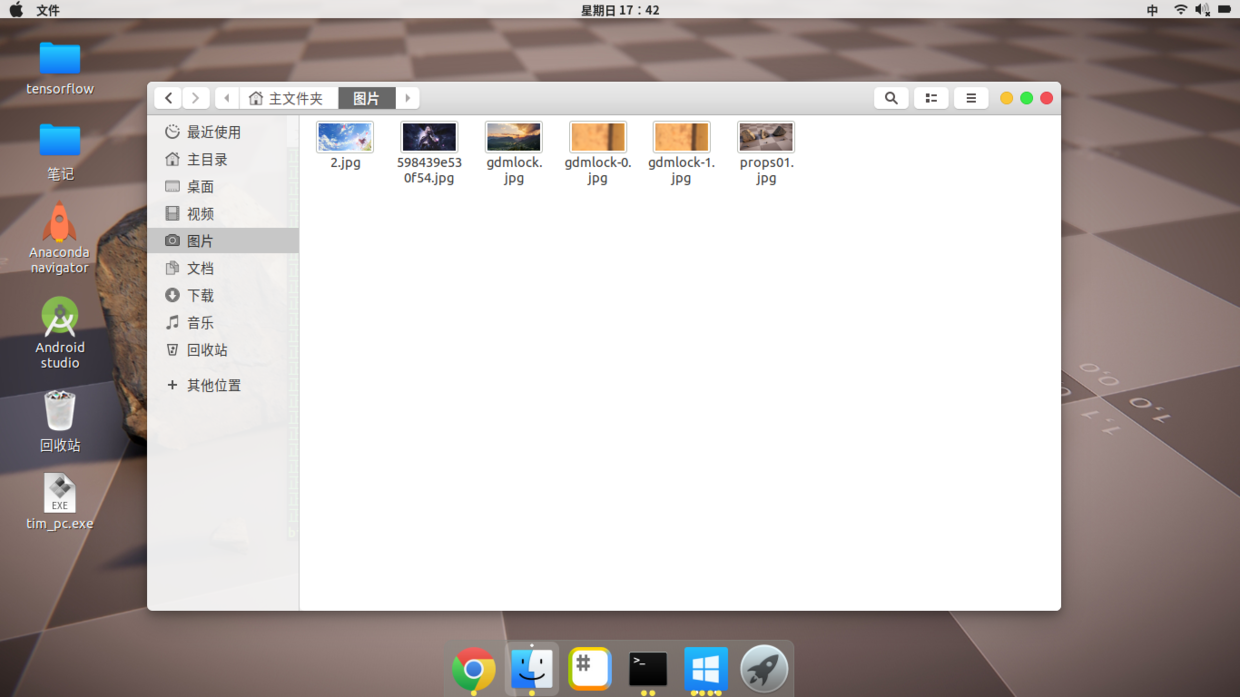 文件
星期日 17：42
中
tensorflow
笔记
Anaconda
navigator
Android
studio
回收站
EXE
tim_pc.exe
主文件夹
图片
最近使用
主目录
桌面
视频
图片
文档
下载
音乐
回收站
+ 其他位置
2.jpg
598439e53
0f54.jpg
gdmlock.
jpg
gdmlock-0.
jpg
gdmlock-1.
jpg
props01.
jpg
0,0
1,0
1,1
#
>_